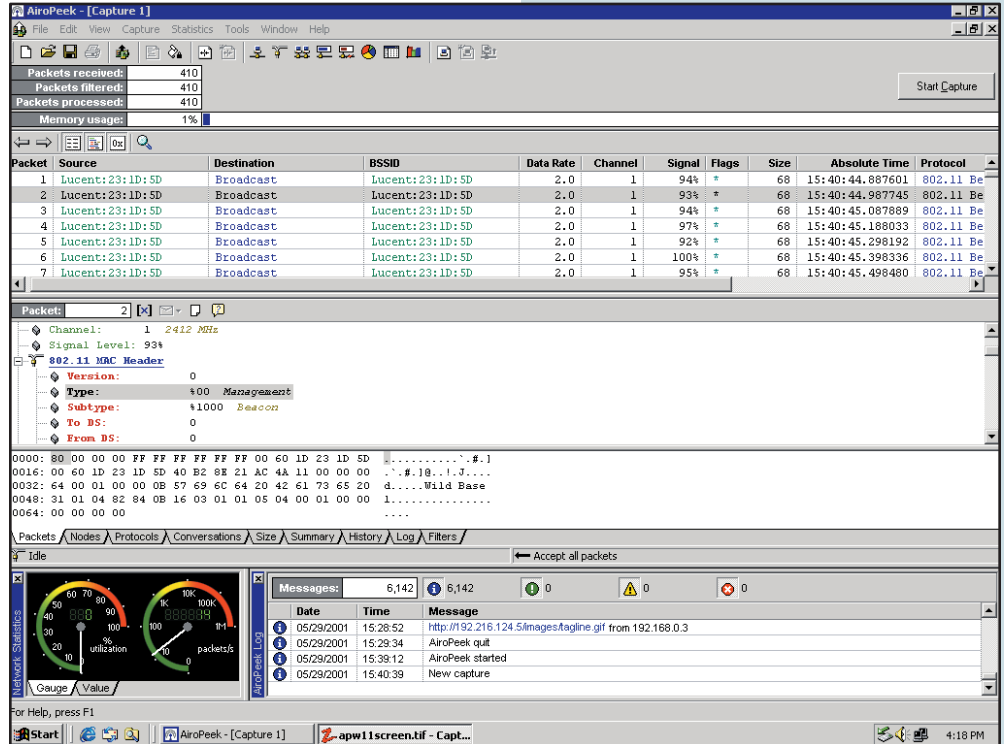 AiroPeek - [Capture 1]
File Edit View Capture Statistics Tools Window Help
Packets received: 410
Packets filtered: 410
Packets processed: 410
Start Capture
Memory usage: 1%
Packet Source Destination BSSID Data Rate Channel Signal Flags Size Absolute Time Protocol
1 Lucent:23:1D:5D Broadcast Lucent:23:1D:5D 2.0 1 94% * 68 15:40:44.887601 802.11 Be
2 Lucent:23:1D:5D Broadcast Lucent:23:1D:5D 2.0 1 93% * 68 15:40:44.987745 802.11 Be
3 Lucent:23:1D:5D Broadcast Lucent:23:1D:5D 2.0 1 94% * 68 15:40:45.087889 802.11 Be
4 Lucent:23:1D:5D Broadcast Lucent:23:1D:5D 2.0 1 97% * 68 15:40:45.188033 802.11 Be
5 Lucent:23:1D:5D Broadcast Lucent:23:1D:5D 2.0 1 92% * 68 15:40:45.298192 802.11 Be
6 Lucent:23:1D:5D Broadcast Lucent:23:1D:5D 2.0 1 100% * 68 15:40:45.398336 802.11 Be
7 Lucent:23:1D:5D Broadcast Lucent:23:1D:5D 2.0 1 95% * 68 15:40:45.498480 802.11 Be
Packet: 2
Channel: 1 2412 MHz
Signal Level: 93%
802.11 MAC Header
Version: 0
Type: %00 Management
Subtype: %1000 Beacon
To DS: 0
From DS: 0
0000: 80 00 00 00 FF FF FF FF FF FF 00 60 1D 23 1D 5D ...........`.#.]
0016: 00 60 1D 23 1D 5D 40 B2 8E 21 AC 4A 11 00 00 00 .`.#.]@..!.J....
0032: 64 00 01 00 00 0B 57 69 6C 64 20 42 61 73 65 20 d.....Wild Base
0048: 31 01 04 82 84 0B 16 03 01 01 05 04 00 01 00 00 1...............
0064: 00 00 00 00 ....
Packets Nodes Protocols Conversations Size Summary History Log Filters
Idle
Accept all packets
Network Statistics
0 10 20 30 40 50 60 70 80 90 100
% utilization
0 10 100 1K 10K 100K 1M
packets/s
Gauge Value
AiroPeek Log
Messages: 6,142 6,142 0 0 0
Date Time Message
05/29/2001 15:28:52 http://192.216.124.5/images/tagline.gif from 192.168.0.3
05/29/2001 15:29:34 AiroPeek quit
05/29/2001 15:39:12 AiroPeek started
05/29/2001 15:40:39 New capture
For Help, press F1
Start AiroPeek - [Capture 1] apw11screen.tif - Capt... 4:18 PM